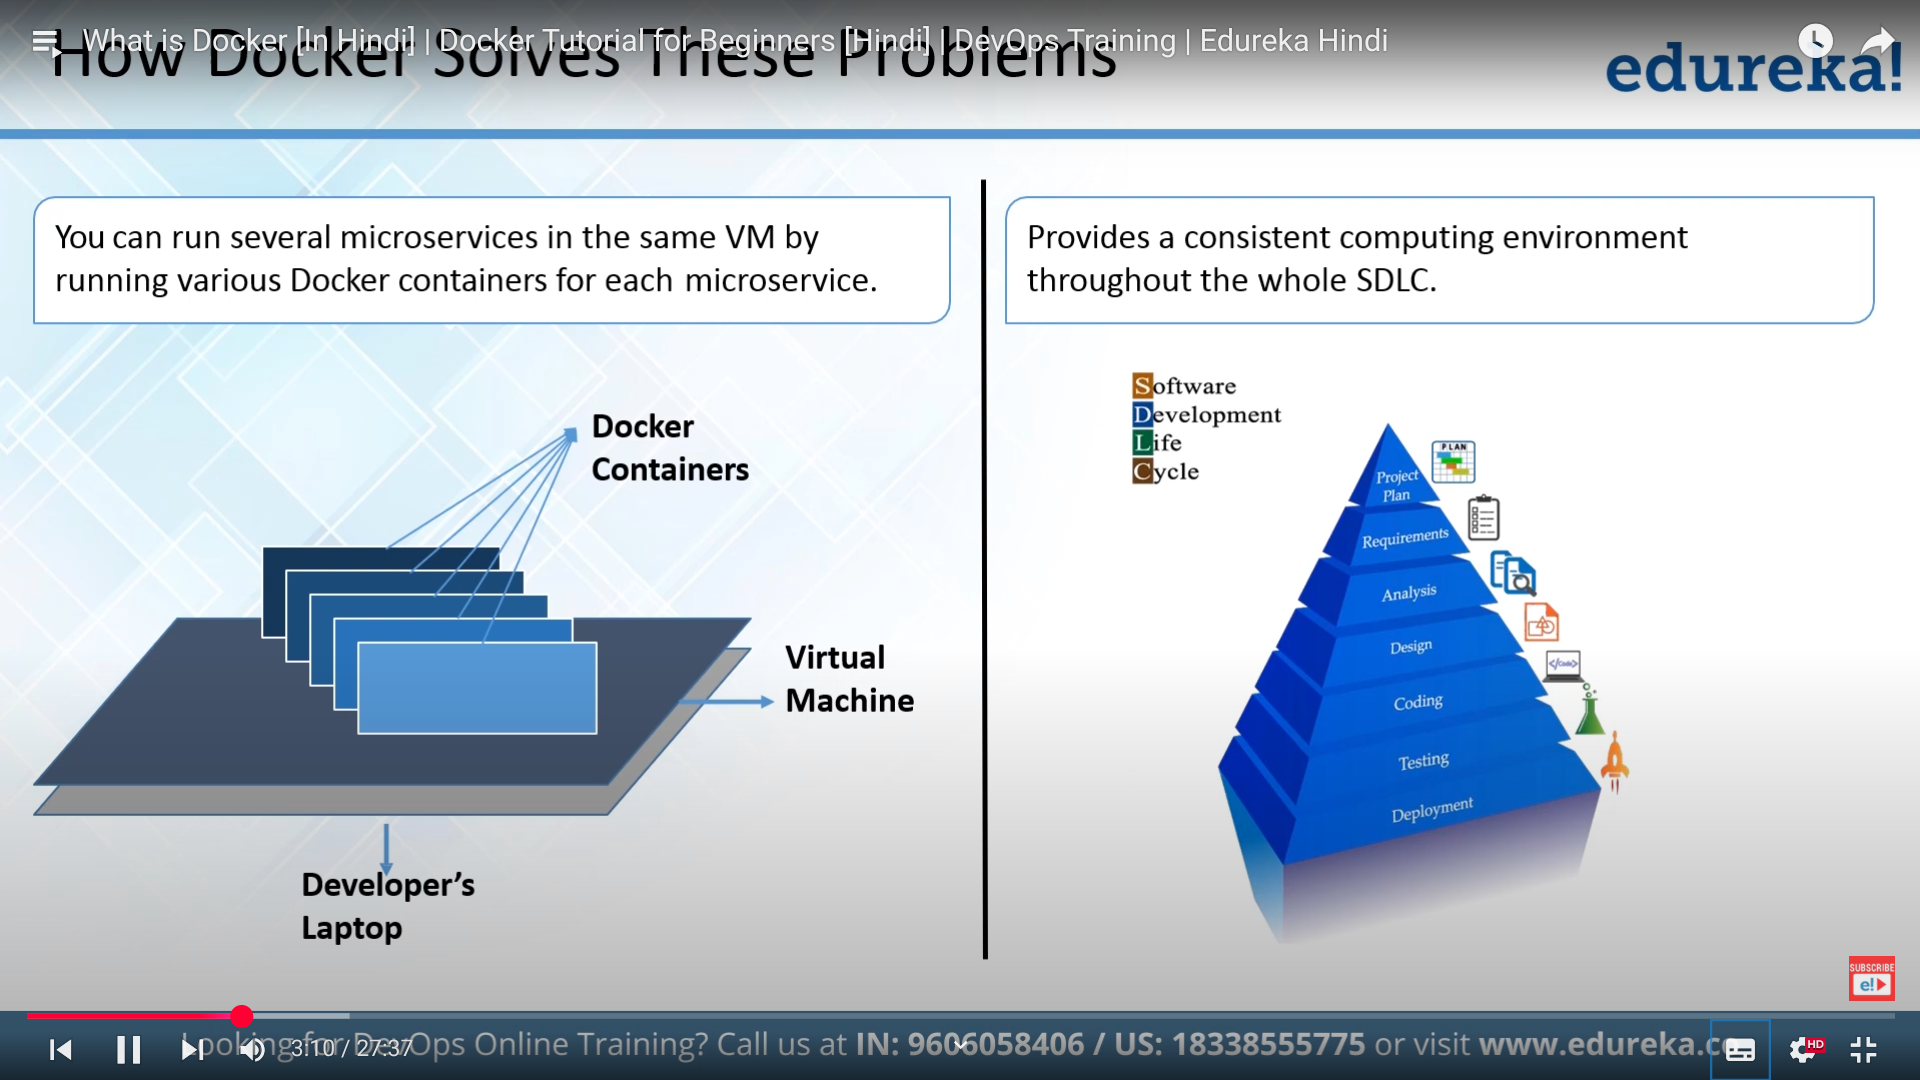 What is Docker [In Hindi] | Docker Tutorial for Beginners [Hindi] | DevOps Training | Edureka Hindi
How Docker Solves These Problems
edureka!
You can run several microservices in the same VM by
running various Docker containers for each microservice.
Docker
Containers
Virtual
Machine
Developer’s
Laptop
Provides a consistent computing environment
throughout the whole SDLC.
Software
Development
Life
Cycle
PLAN
Project
Plan
Requirements
Analysis
Design
</Code>
Coding
Testing
Deployment
SUBSCRIBE
e!
Looking for DevOps Online Training? Call us at IN: 9606058406 / US: 18338555775 or visit www.edureka.co
3:10 / 27:37
HD